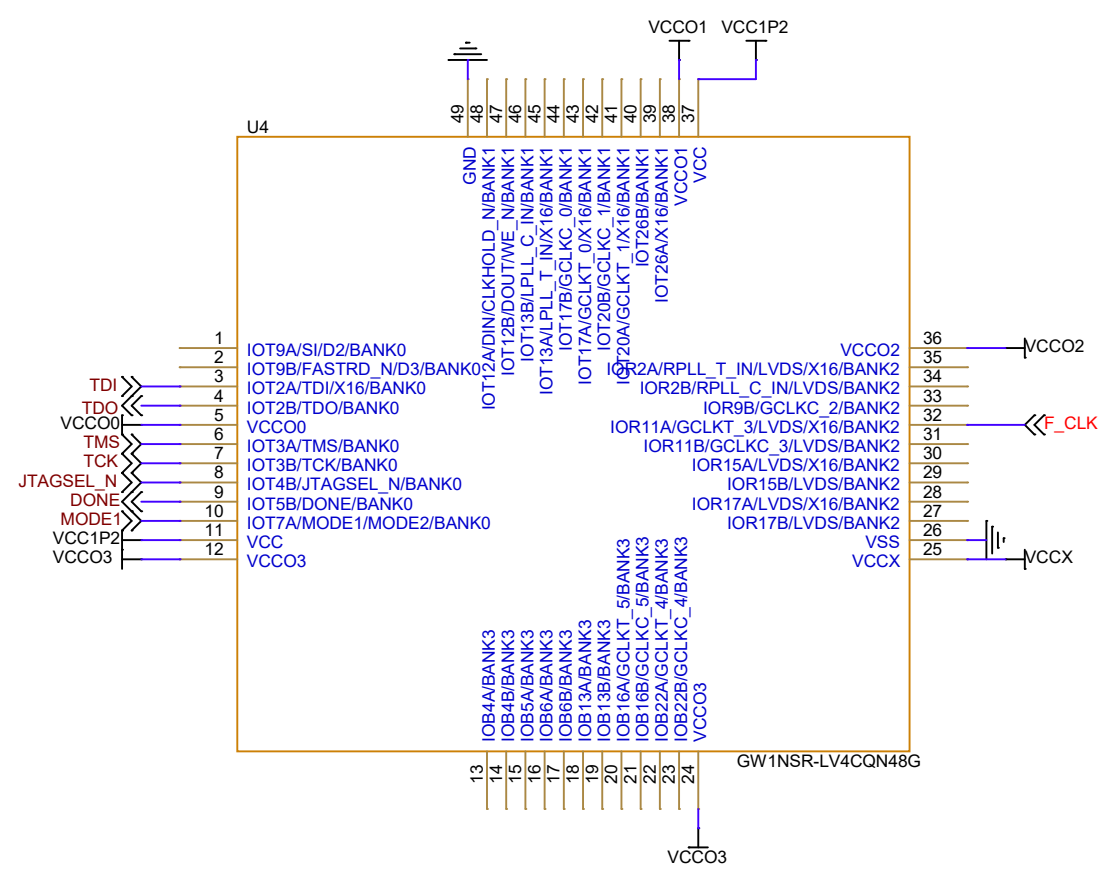 VCCO1
VCC1P2
49
48
47
46
45
44
43
42
41
40
39
38
37
U4
GND
IOT12A/DIN/CLKHOLD_N/BANK1
IOT12B/DOUT/WE_N/BANK1
IOT13B/LPLL_C_IN/BANK1
IOT13A/LPLL_T_IN/X16/BANK1
IOT17B/GCLKC_0/BANK1
IOT17A/GCLKT_0/X16/BANK1
IOT20B/GCLKC_1/BANK1
IOT20A/GCLKT_1/X16/BANK1
IOT26B/BANK1
IOT26A/X16/BANK1
VCCO1
VCC
1 IOT9A/SI/D2/BANK0
2 IOT9B/FASTRD_N/D3/BANK0
TDI 3 IOT2A/TDI/X16/BANK0
TDO 4 IOT2B/TDO/BANK0
VCCO0 5 VCCO0
TMS 6 IOT3A/TMS/BANK0
TCK 7 IOT3B/TCK/BANK0
JTAGSEL_N 8 IOT4B/JTAGSEL_N/BANK0
DONE 9 IOT5B/DONE/BANK0
MODE1 10 IOT7A/MODE1/MODE2/BANK0
VCC1P2 11 VCC
VCCO3 12 VCCO3
VCCO2 36 VCCO2
IOR2A/RPLL_T_IN/LVDS/X16/BANK2 35
IOR2B/RPLL_C_IN/LVDS/BANK2 34
IOR9B/GCLKC_2/BANK2 33
IOR11A/GCLKT_3/LVDS/X16/BANK2 32 F_CLK
IOR11B/GCLKC_3/LVDS/BANK2 31
IOR15A/LVDS/X16/BANK2 30
IOR15B/LVDS/BANK2 29
IOR17A/LVDS/X16/BANK2 28
IOR17B/LVDS/BANK2 27
VSS 26
VCCX 25 VCCX
IOB4A/BANK3
IOB4B/BANK3
IOB5A/BANK3
IOB6A/BANK3
IOB6B/BANK3
IOB13A/BANK3
IOB13B/BANK3
IOB16A/GCLKT_5/BANK3
IOB16B/GCLKC_5/BANK3
IOB22A/GCLKT_4/BANK3
IOB22B/GCLKC_4/BANK3
VCCO3
GW1NSR-LV4CQN48G
13
14
15
16
17
18
19
20
21
22
23
24
VCCO3